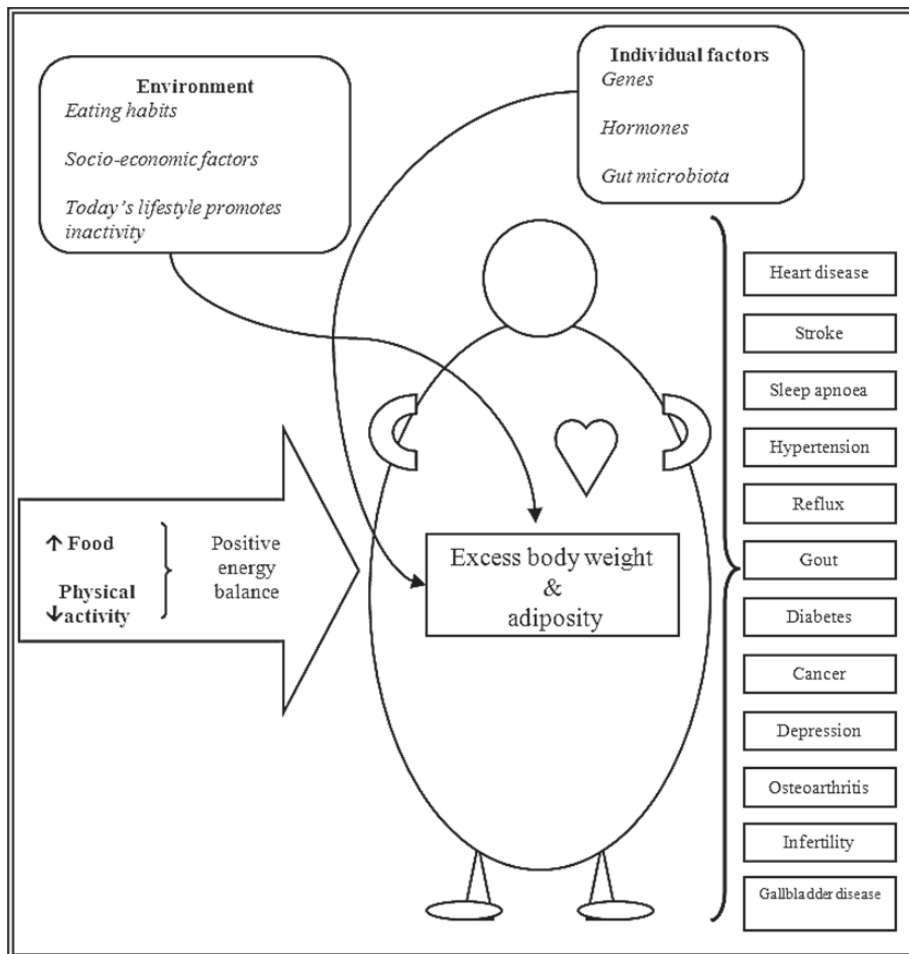 Environment
Eating habits
Socio-economic factors
Today's lifestyle promotes
inactivity
Individual factors
Genes
Hormones
Gut microbiota
↑ Food
Physical
↓activity
Positive
energy
balance
Excess body weight
&
adiposity
Heart disease
Stroke
Sleep apnoea
Hypertension
Reflux
Gout
Diabetes
Cancer
Depression
Osteoarthritis
Infertility
Gallbladder disease